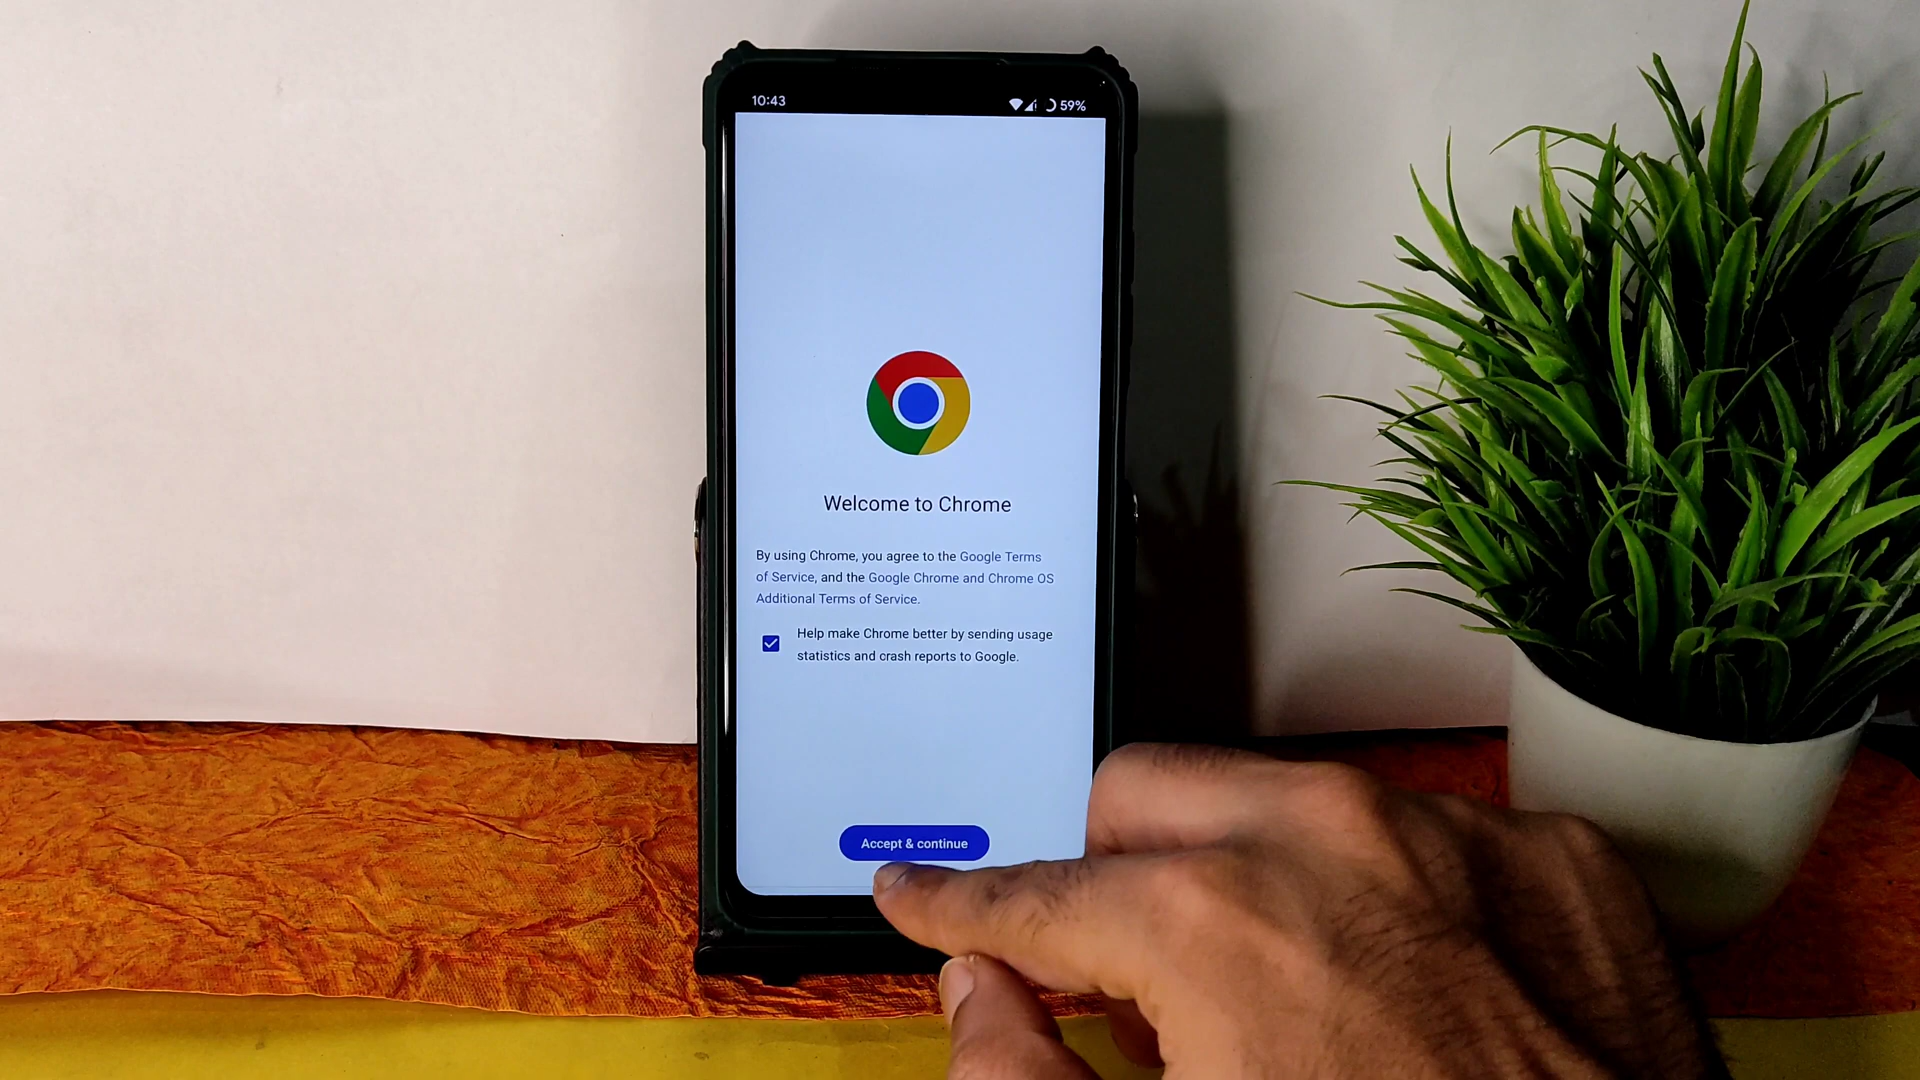 10:43
59%
Welcome to Chrome
By using Chrome, you agree to the Google Terms
of Service, and the Google Chrome and Chrome OS
Additional Terms of Service.
Help make Chrome better by sending usage
statistics and crash reports to Google.
Accept & continue